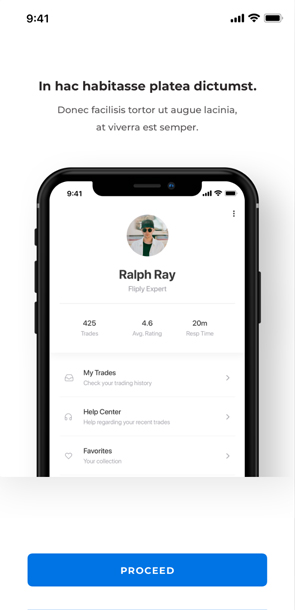 9:41
In hac habitasse platea dictumst.
Donec facilisis tortor ut augue lacinia,
at viverra est semper.
9:41
Ralph Ray
Fliply Expert
425 4.6 20m
Trades Avg. Rating Resp Time
My Trades
Check your trading history
Help Center
Help regarding your recent trades
Favorites
Your collection
PROCEED